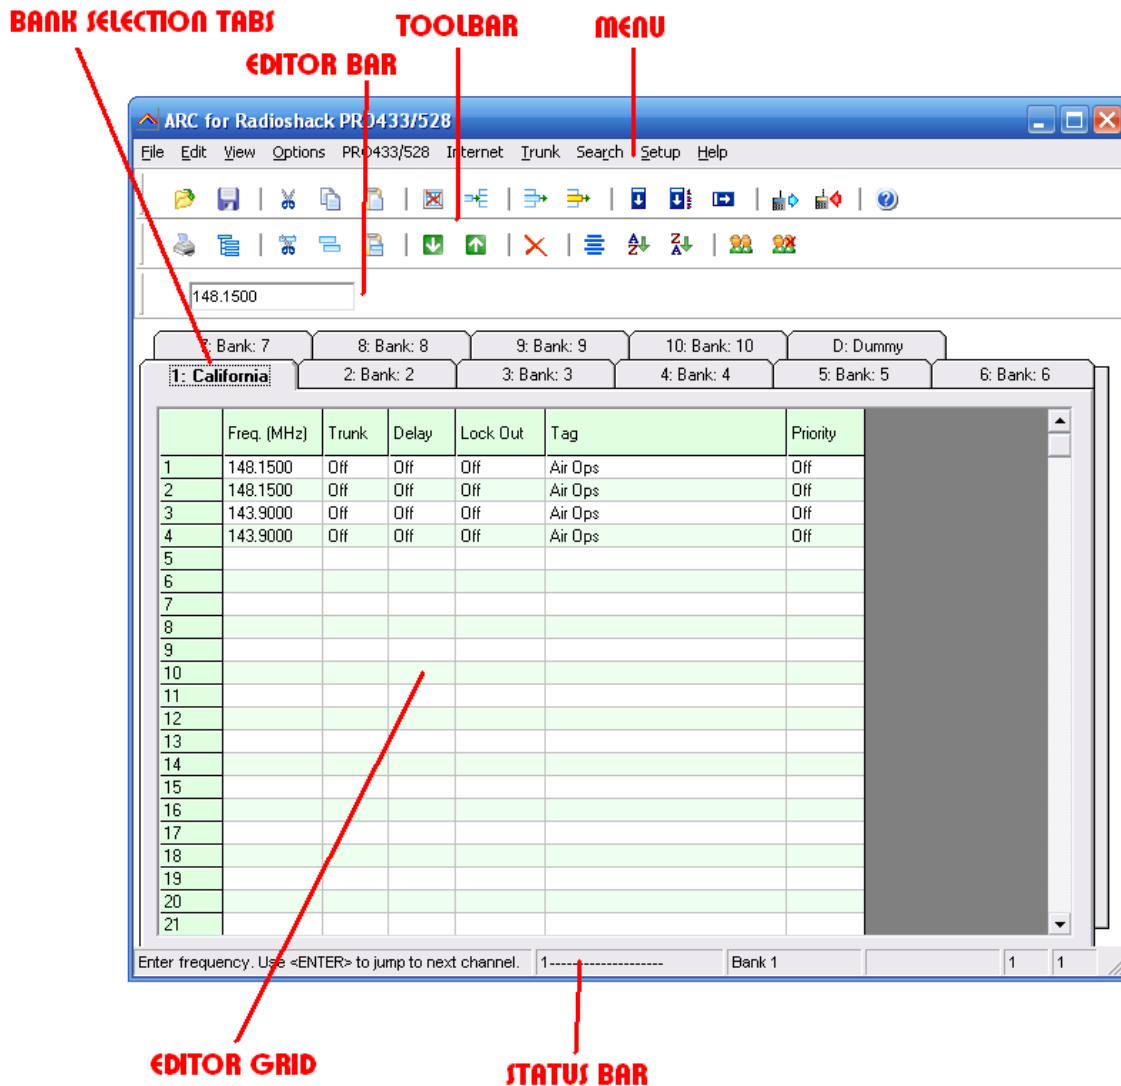 BANK SELECTION TABS
TOOLBAR
MENU
EDITOR BAR
ARC for Radioshack PRO433/528
File Edit View Options PRO433/528 Internet Trunk Search Setup Help
148.1500
7: Bank: 7 8: Bank: 8 9: Bank: 9 10: Bank: 10 D: Dummy
1: California 2: Bank: 2 3: Bank: 3 4: Bank: 4 5: Bank: 5 6: Bank: 6
Freq. (MHz) Trunk Delay Lock Out Tag Priority
1 148.1500 Off Off Off Air Ops Off
2 148.1500 Off Off Off Air Ops Off
3 143.9000 Off Off Off Air Ops Off
4 143.9000 Off Off Off Air Ops Off
5
6
7
8
9
10
11
12
13
14
15
16
17
18
19
20
21
Enter frequency. Use <ENTER> to jump to next channel. 1-------------------- Bank 1 1 1
EDITOR GRID
STATUS BAR